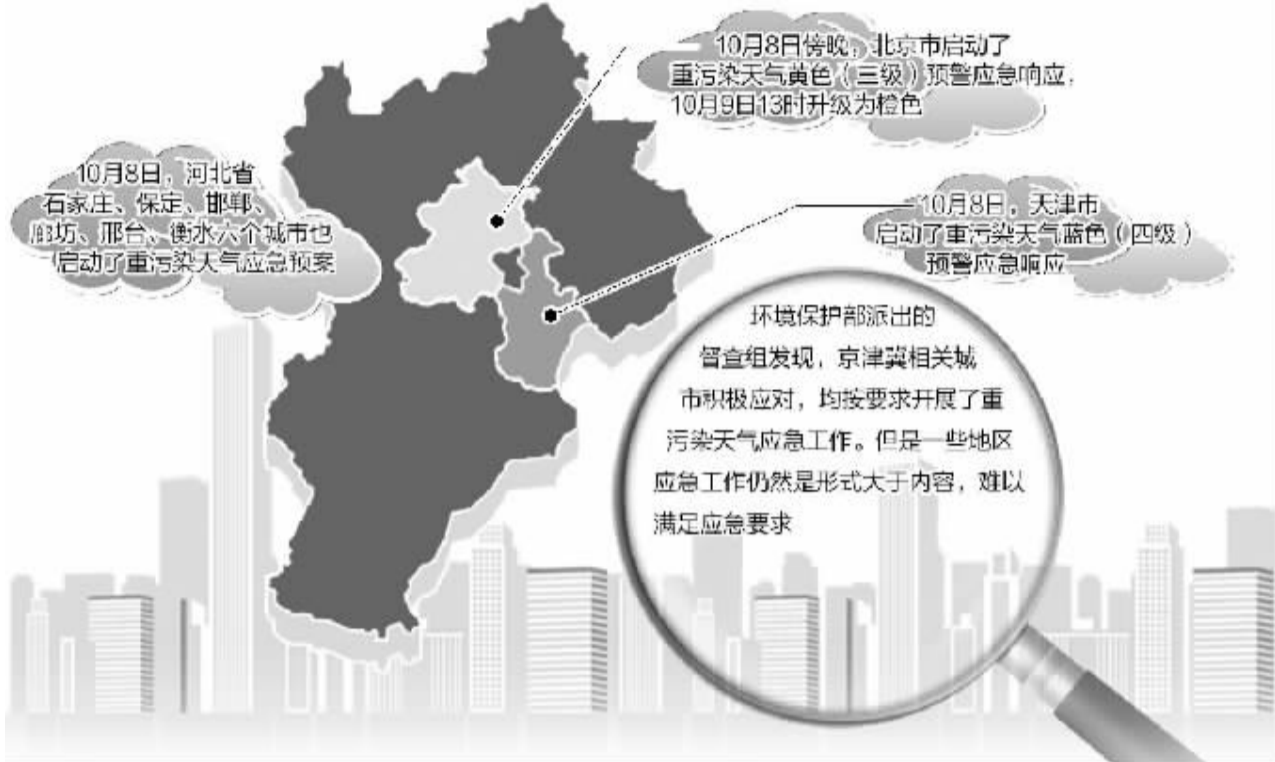 10月8日傍晚，北京市启动了
重污染天气黄色（三级）预警应急响应，
10月9日13时升级为橙色
10月8日，河北省
石家庄、保定、邯郸、
廊坊、邢台、衡水六个城市也
启动了重污染天气应急预案
10月8日，天津市
启动了重污染天气蓝色（四级）
预警应急响应
环境保护部派出的
督查组发现，京津冀相关城
市积极应对，均按要求开展了重
污染天气应急工作。但是一些地区
应急工作仍然是形式大于内容，难以
满足应急要求